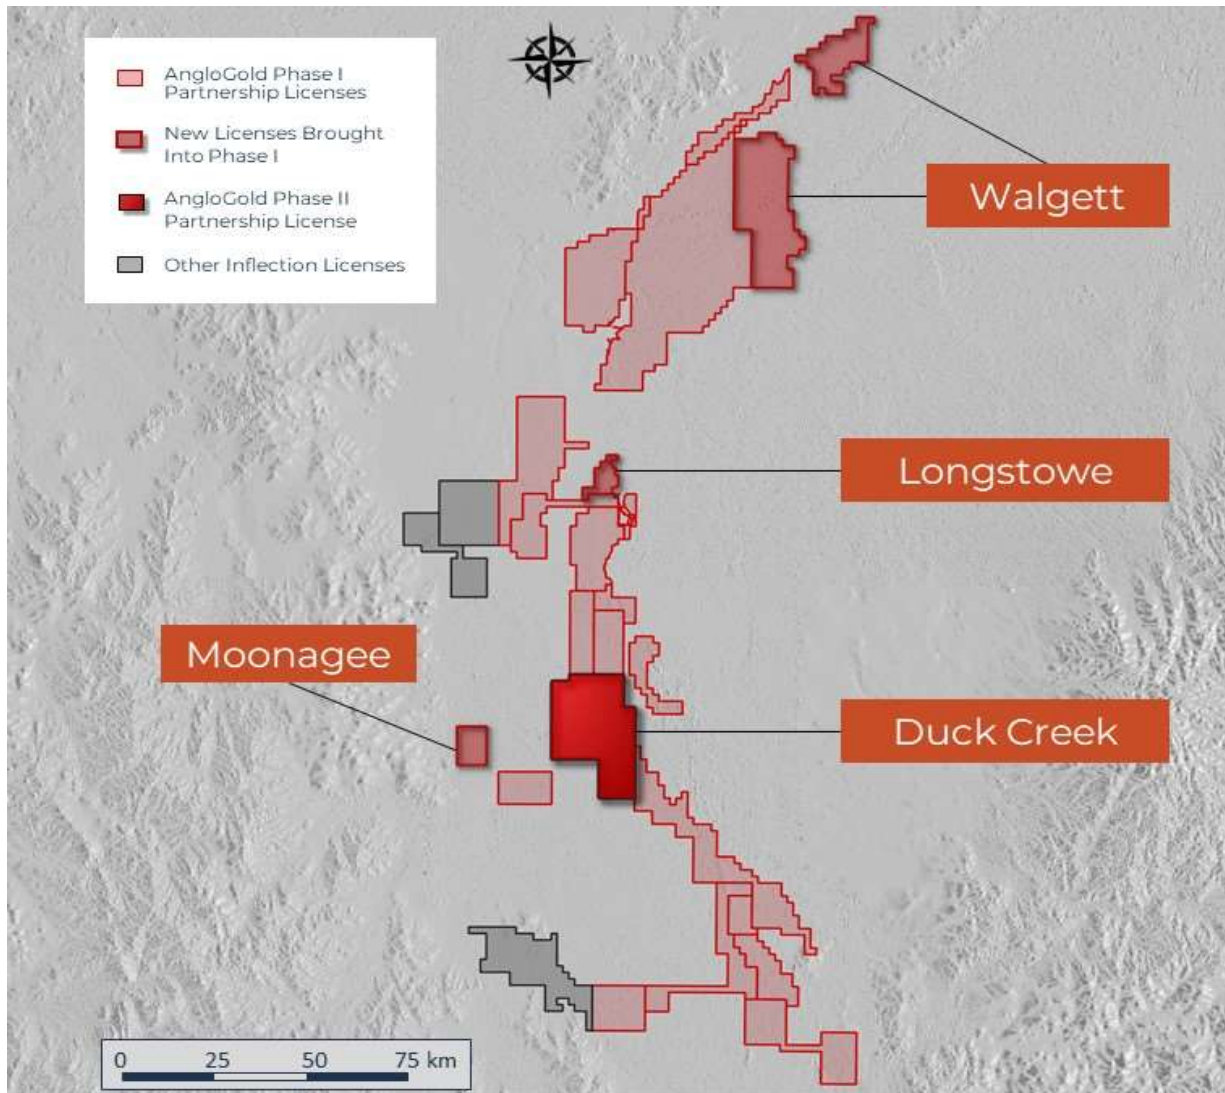 AngloGold Phase I
Partnership Licenses
New Licenses Brought
Into Phase I
AngloGold Phase II
Partnership License
Other Inflection Licenses
Walgett
Longstowe
Moonagee
Duck Creek
0 25 50 75 km